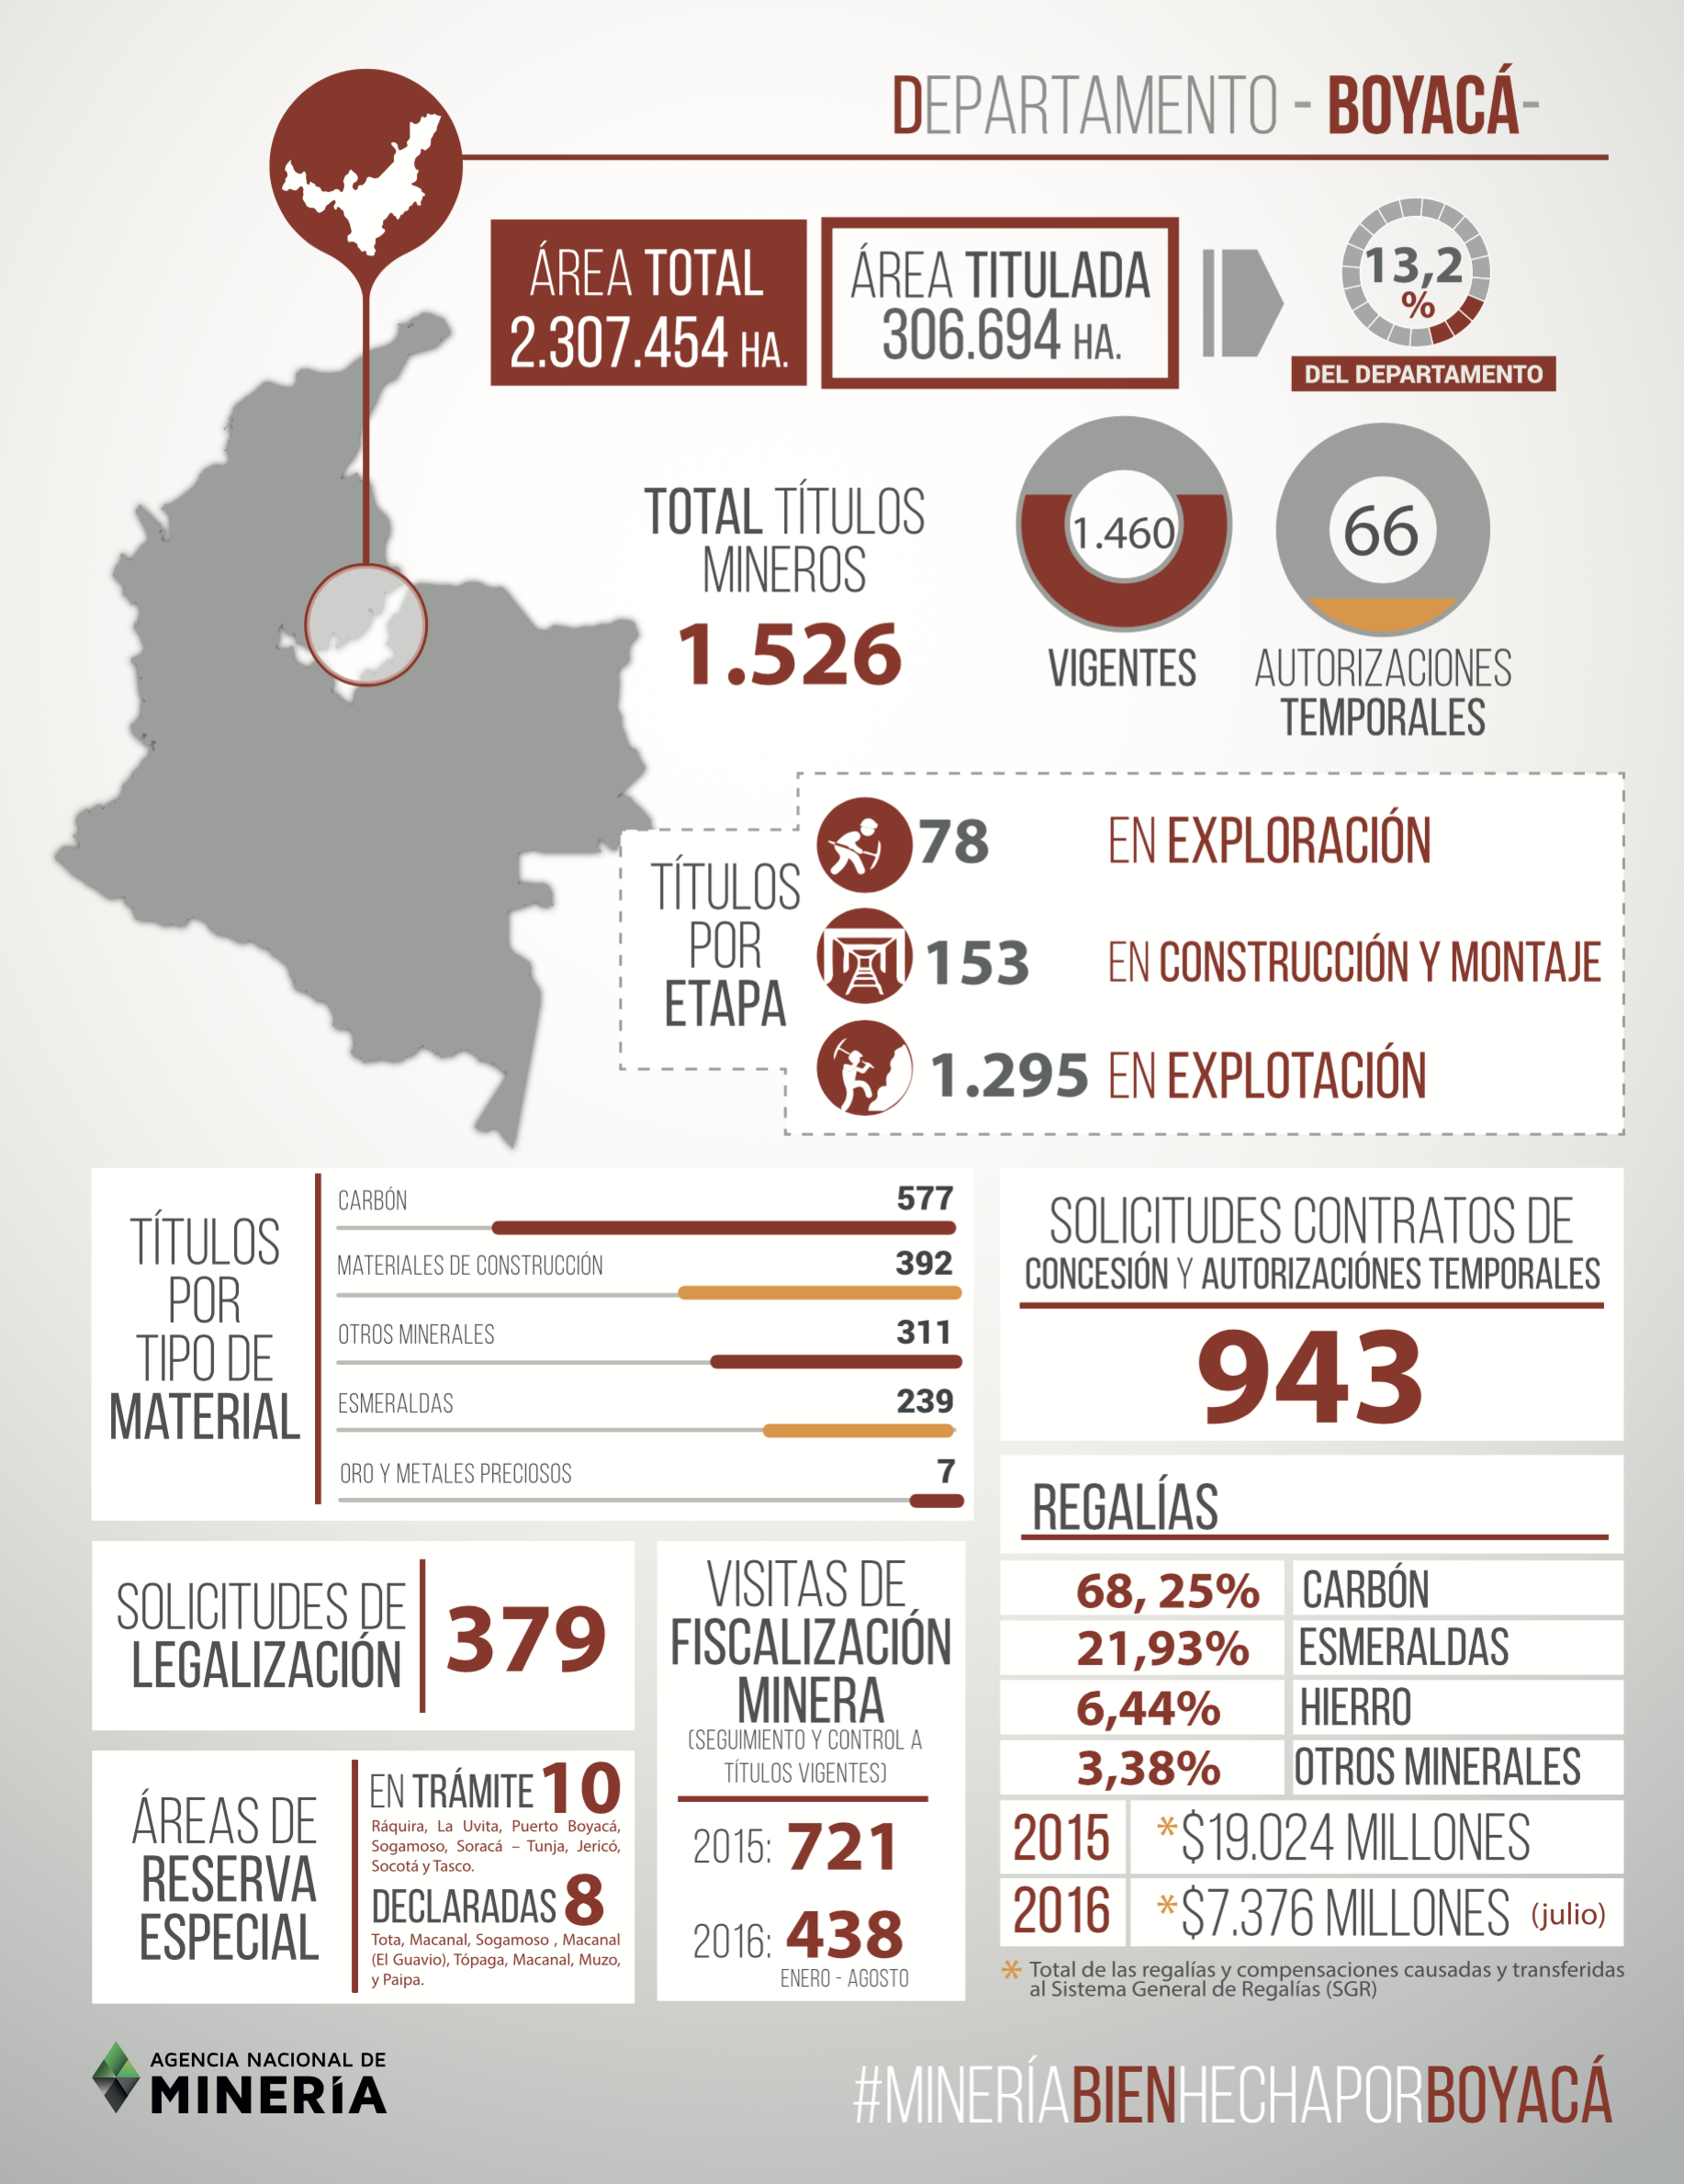 DEPARTAMENTO - BOYACÁ-
ÁREA TOTAL
2.307.454 HA.
ÁREA TITULADA
306.694 HA.
13,2
%
DEL DEPARTAMENTO
TOTAL TÍTULOS
MINEROS
1.526
1.460
VIGENTES
66
AUTORIZACIONES
TEMPORALES
TÍTULOS
POR
ETAPA
78 EN EXPLORACIÓN
153 EN CONSTRUCCIÓN Y MONTAJE
1.295 EN EXPLOTACIÓN
TÍTULOS
POR
TIPO DE
MATERIAL
CARBÓN 577
MATERIALES DE CONSTRUCCIÓN 392
OTROS MINERALES 311
ESMERALDAS 239
ORO Y METALES PRECIOSOS 7
SOLICITUDES CONTRATOS DE
CONCESIÓN Y AUTORIZACIÓNES TEMPORALES
943
SOLICITUDES DE
LEGALIZACIÓN
379
ÁREAS DE
RESERVA
ESPECIAL
EN TRÁMITE 10
Ráquira, La Uvita, Puerto Boyacá,
Sogamoso, Soracá – Tunja, Jericó,
Socotá y Tasco.
DECLARADAS 8
Tota, Macanal, Sogamoso , Macanal
(El Guavio), Tópaga, Macanal, Muzo,
y Paipa.
VISITAS DE
FISCALIZACIÓN
MINERA
(SEGUIMIENTO Y CONTROL A
TÍTULOS VIGENTES)
2015: 721
2016: 438
ENERO - AGOSTO
REGALÍAS
68, 25% CARBÓN
21,93% ESMERALDAS
6,44% HIERRO
3,38% OTROS MINERALES
2015 *$19.024 MILLONES
2016 *$7.376 MILLONES (julio)
* Total de las regalías y compensaciones causadas y transferidas
al Sistema General de Regalías (SGR)
AGENCIA NACIONAL DE
MINERÍA
#MINERÍABIENHECHAPORBOYACÁ